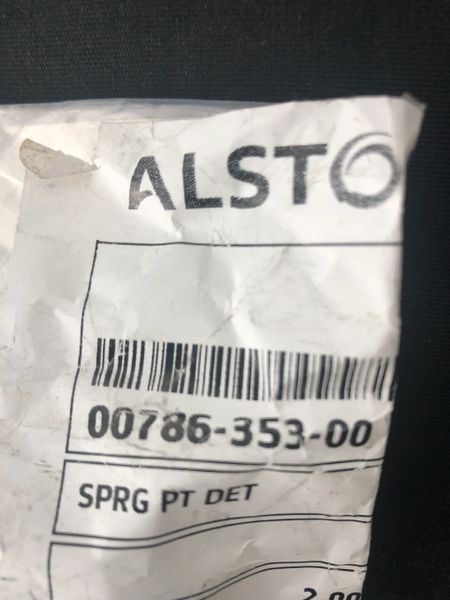 ALSTO
00786-353-00
SPRG PT DET